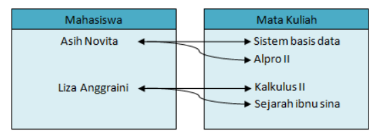 Mahasiswa
Mata Kuliah
Asih Novita
Sistem basis data
Alpro II
Liza Anggraini
Kalkulus II
Sejarah ibnu sina